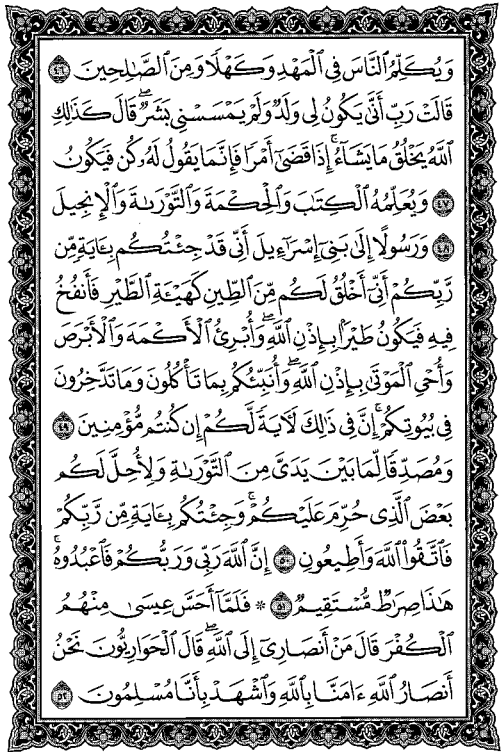 وَيُكَلِّمُ ٱلنَّاسَ فِي ٱلۡمَهۡدِ وَكَهۡلٗا وَمِنَ ٱلصَّٰلِحِينَ ٤٦
قَالَتۡ رَبِّ أَنَّىٰ يَكُونُ لِي وَلَدٞ وَلَمۡ يَمۡسَسۡنِي بَشَرٞۖ قَالَ كَذَٰلِكِ
ٱللَّهُ يَخۡلُقُ مَا يَشَآءُۚ إِذَا قَضَىٰٓ أَمۡرٗا فَإِنَّمَا يَقُولُ لَهُۥ كُن فَيَكُونُ
٤٧ وَيُعَلِّمُهُ ٱلۡكِتَٰبَ وَٱلۡحِكۡمَةَ وَٱلتَّوۡرَىٰةَ وَٱلۡإِنجِيلَ
٤٨ وَرَسُولًا إِلَىٰ بَنِيٓ إِسۡرَٰٓءِيلَ أَنِّي قَدۡ جِئۡتُكُم بِـَٔايَةٖ مِّن
رَّبِّكُمۡ أَنِّيٓ أَخۡلُقُ لَكُم مِّنَ ٱلطِّينِ كَهَيۡـَٔةِ ٱلطَّيۡرِ فَأَنفُخُ
فِيهِ فَيَكُونُ طَيۡرَۢا بِإِذۡنِ ٱللَّهِۖ وَأُبۡرِئُ ٱلۡأَكۡمَهَ وَٱلۡأَبۡرَصَ
وَأُحۡيِ ٱلۡمَوۡتَىٰ بِإِذۡنِ ٱللَّهِۖ وَأُنَبِّئُكُم بِمَا تَأۡكُلُونَ وَمَا تَدَّخِرُونَ
فِي بُيُوتِكُمۡۚ إِنَّ فِي ذَٰلِكَ لَأٓيَةٗ لَّكُمۡ إِن كُنتُم مُّؤۡمِنِينَ ٤٩
وَمُصَدِّقٗا لِّمَا بَيۡنَ يَدَيَّ مِنَ ٱلتَّوۡرَىٰةِ وَلِأُحِلَّ لَكُم
بَعۡضَ ٱلَّذِي حُرِّمَ عَلَيۡكُمۡۚ وَجِئۡتُكُم بِـَٔايَةٖ مِّن رَّبِّكُمۡ
فَٱتَّقُواْ ٱللَّهَ وَأَطِيعُونِ ٥٠ إِنَّ ٱللَّهَ رَبِّي وَرَبُّكُمۡ فَٱعۡبُدُوهُۚ
هَٰذَا صِرَٰطٞ مُّسۡتَقِيمٞ ٥١ ۞ فَلَمَّآ أَحَسَّ عِيسَىٰ مِنۡهُمُ
ٱلۡكُفۡرَ قَالَ مَنۡ أَنصَارِيٓ إِلَى ٱللَّهِۖ قَالَ ٱلۡحَوَارِيُّونَ نَحۡنُ
أَنصَارُ ٱللَّهِ ءَامَنَّا بِٱللَّهِ وَٱشۡهَدۡ بِأَنَّا مُسۡلِمُونَ ٥٢